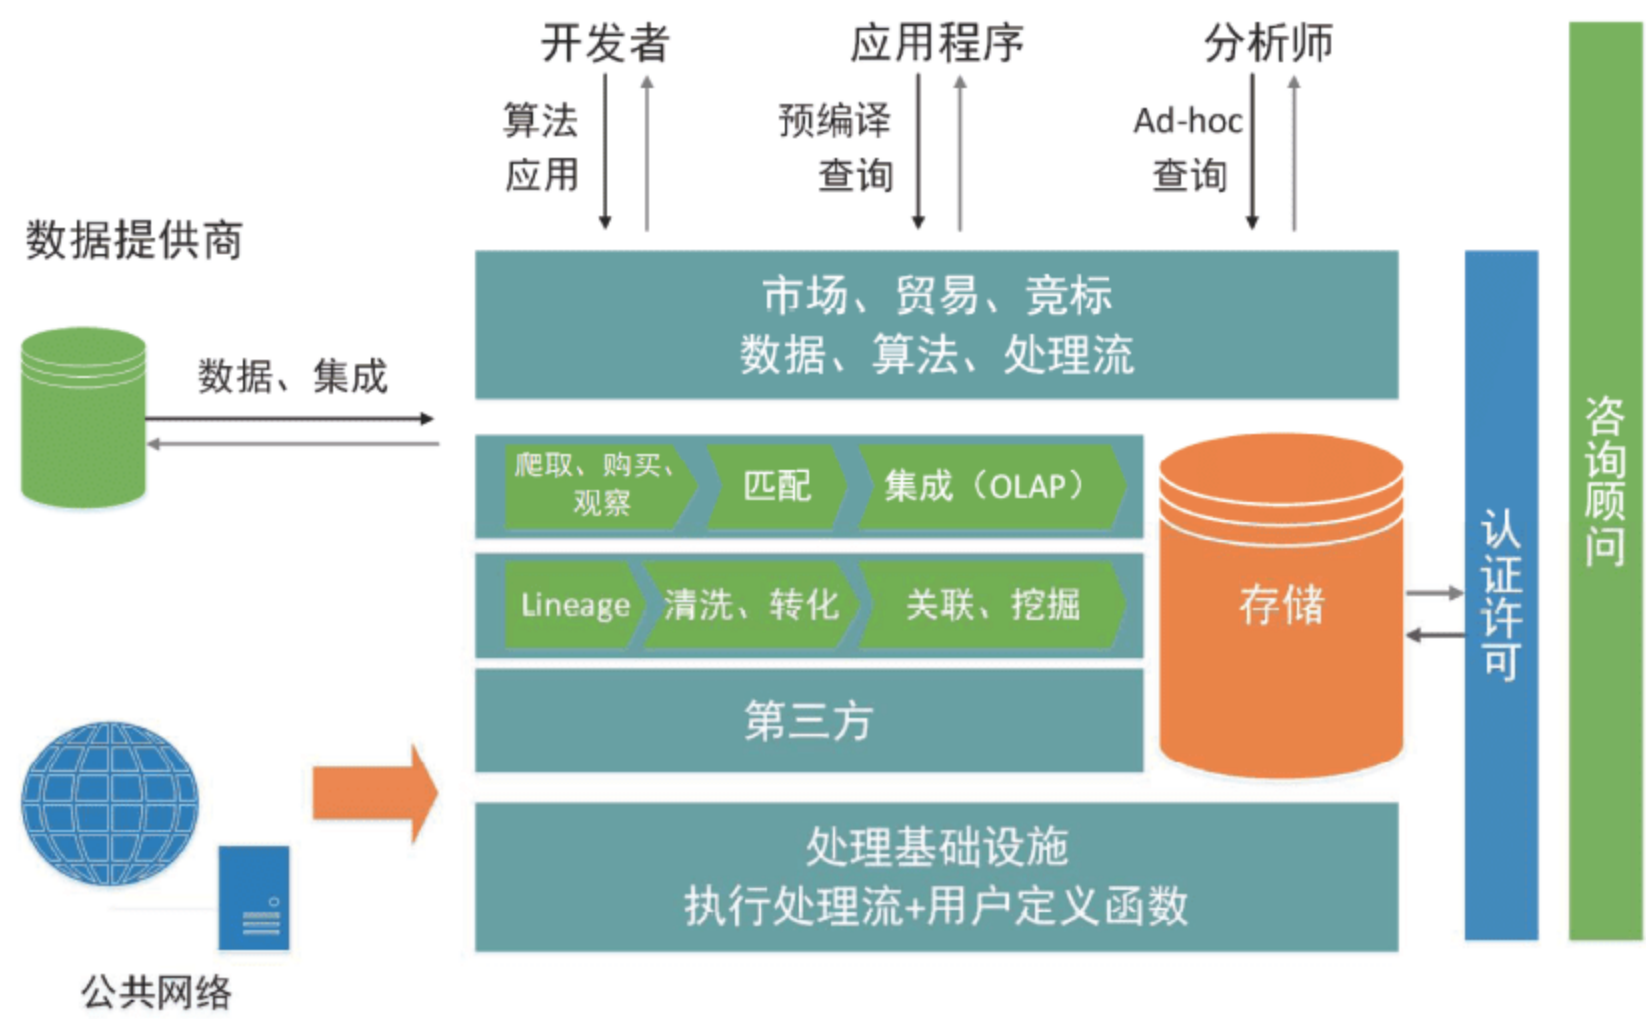 开发者
应用程序
分析师
算法
应用
预编译
查询
Ad-hoc
查询
数据提供商
数据、集成
市场、贸易、竞标
数据、算法、处理流
爬取、购买、
观察
匹配
集成（OLAP）
Lineage
清洗、转化
关联、挖掘
第三方
存储
处理基础设施
执行处理流+用户定义函数
公共网络
认证许可
咨询顾问